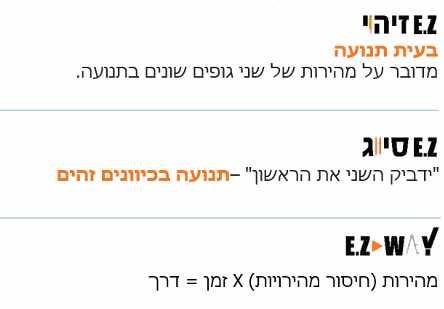 E.Z זיהוי
בעית תנועה
מדובר על מהירות של שני גופים שונים בתנועה.
E.Z סיווג
"ידביק השני את הראשון" –תנועה בכיוונים זהים
E.Z WAY
מהירות (חיסור מהירויות) X זמן = דרך